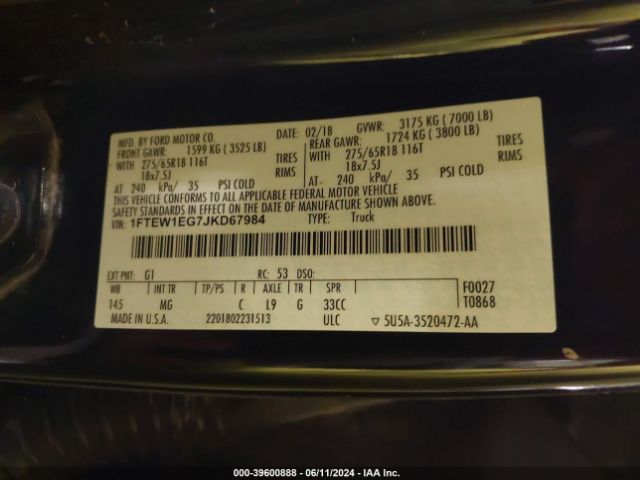 MFD. BY FORD MOTOR CO.
DATE: 02/18 GVWR: 3175 KG ( 7000 LB)
FRONT GAWR: 1599 KG ( 3525 LB) REAR GAWR: 1724 KG ( 3800 LB)
WITH 275/65R18 116T TIRES WITH 275/65R18 116T TIRES
18x7.5J RIMS 18x7.5J RIMS
AT 240 kPa/ 35 PSI COLD AT 240 kPa/ 35 PSI COLD
THIS VEHICLE CONFORMS TO ALL APPLICABLE FEDERAL MOTOR VEHICLE
SAFETY STANDARDS IN EFFECT ON THE DATE OF MANUFACTURE SHOWN ABOVE.
VIN: 1FTEW1EG7JKD67984 TYPE: Truck
EXT PNT: G1 RC: 53 DSO: F0027
WB INT TR TP/PS R AXLE TR SPR T0868
145 MG C L9 G 33CC
MADE IN U.S.A. 2201802231513 ULC ▽ 5U5A-3520472-AA
000-39600888 - 06/11/2024 - IAA Inc.